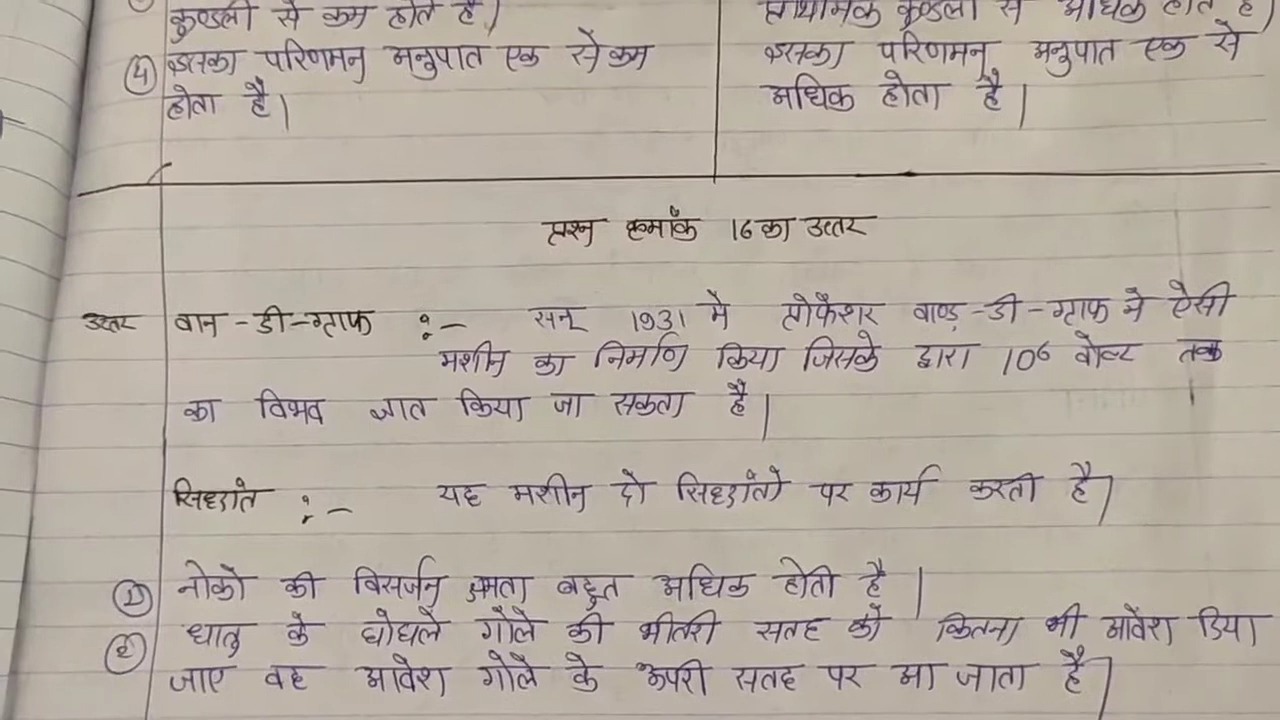 कुण्डली से कम होते है।
प्राथमिक कुण्डली से अधिक होते है।
④ इसका परिणमन अनुपात एक से कम
होता है।
इसका परिणमन अनुपात एक से
अधिक होता है।
प्रश्न क्रमाँक 16 का उत्तर
उत्तर वान-डी-ग्राफ :- सन् 1931 मे प्रोफेशर वाण्ड-डी-ग्राफ ने ऐसी
मशीन का निर्माण किया जिसके द्वारा 10⁶ वोल्ट तक
का विभव ज्ञात किया जा सकता है।
सिध्दांत :- यह मशीन दो सिध्दांतो पर कार्य करती है।
① नोको की विसर्जन क्षमता बहुत अधिक होती है।
② धातु के खोखले गोले की भीतरी सतह को कितना भी आवेश दिया
जाए वह आवेश गोले के ऊपरी सतह पर आ जाता है।